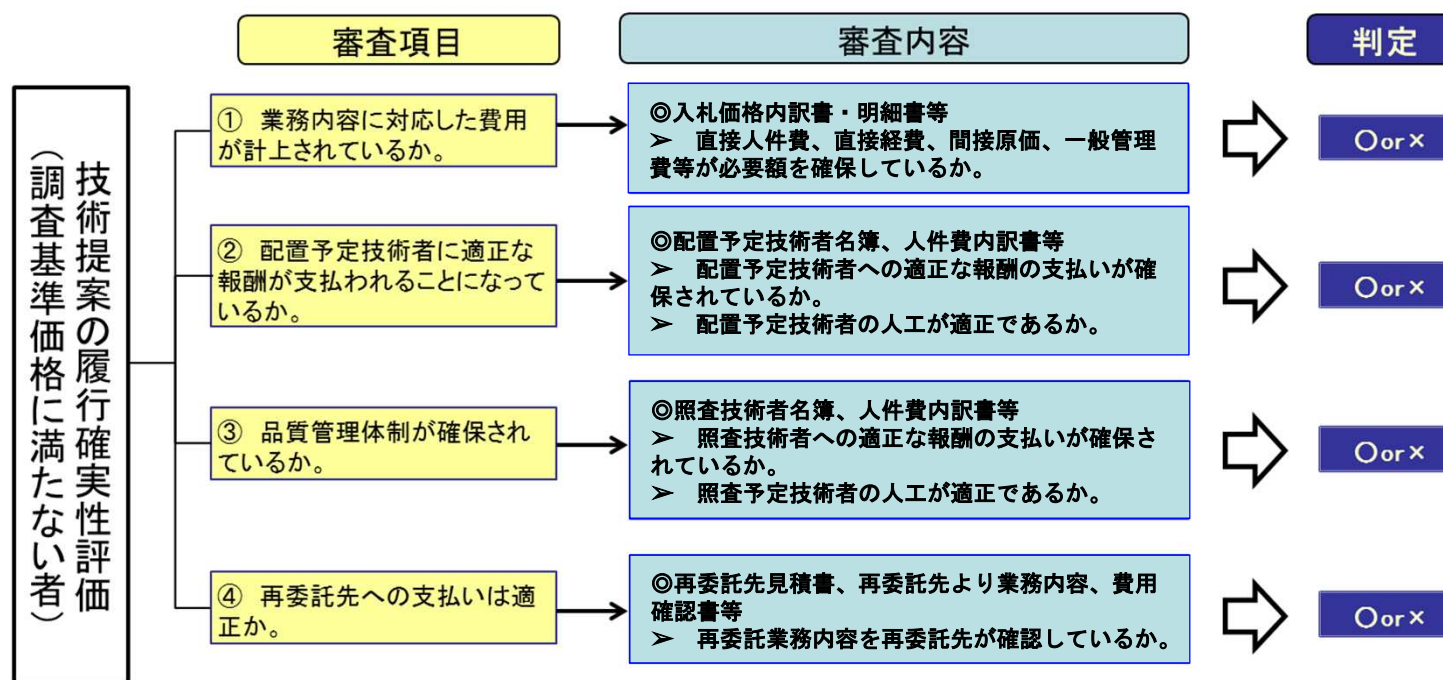 審査項目
審査内容
判定
技術提案の履行確実性評価
（調査基準価格に満たない者）
① 業務内容に対応した費用
が計上されているか。
◎入札価格内訳書・明細書等
➢ 直接人件費、直接経費、間接原価、一般管理
費等が必要額を確保しているか。
○or×
② 配置予定技術者に適正な
報酬が支払われることになって
いるか。
◎配置予定技術者名簿、人件費内訳書等
➢ 配置予定技術者への適正な報酬の支払いが確
保されているか。
➢ 配置予定技術者の人工が適正であるか。
○or×
③ 品質管理体制が確保され
ているか。
◎照査技術者名簿、人件費内訳書等
➢ 照査技術者への適正な報酬の支払いが確保さ
れているか。
➢ 照査予定技術者の人工が適正であるか。
○or×
④ 再委託先への支払いは適
正か。
◎再委託先見積書、再委託先より業務内容、費用
確認書等
➢ 再委託業務内容を再委託先が確認しているか。
○or×